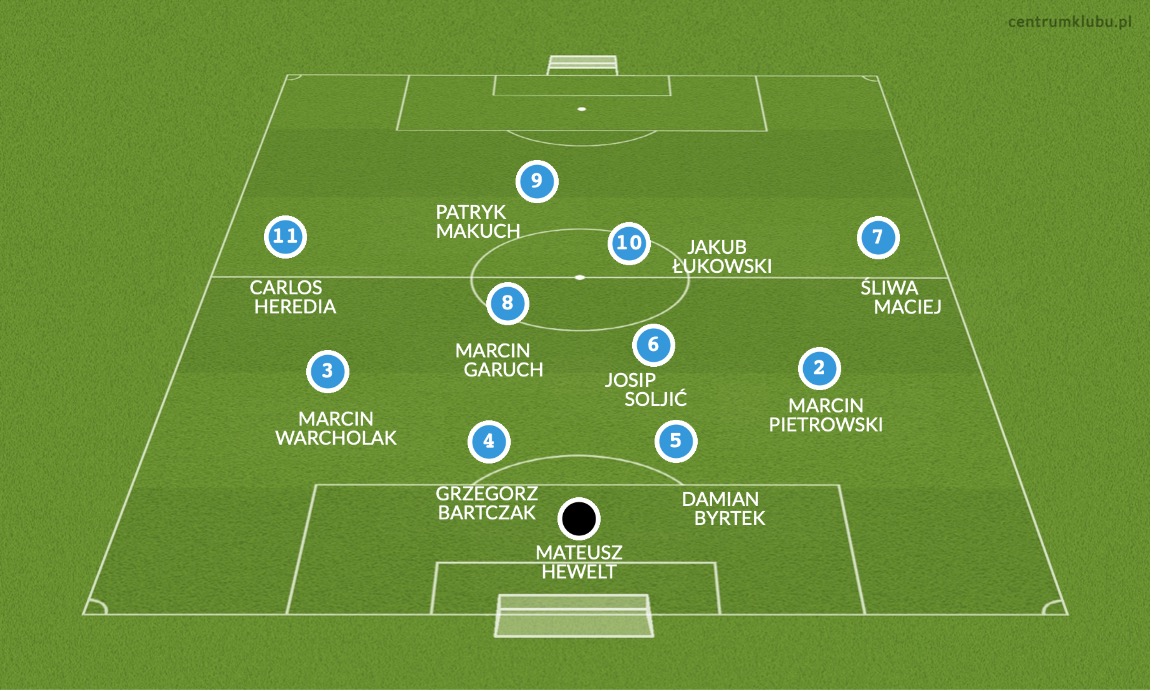 centrumklubu.pl
9
PATRYK
MAKUCH
11
CARLOS
HEREDIA
10
JAKUB
ŁUKOWSKI
7
ŚLIWA
MACIEJ
8
MARCIN
GARUCH
6
JOSIP
SOLJIĆ
3
MARCIN
WARCHOLAK
2
MARCIN
PIETROWSKI
4
GRZEGORZ
BARTCZAK
5
DAMIAN
BYRTEK
MATEUSZ
HEWELT